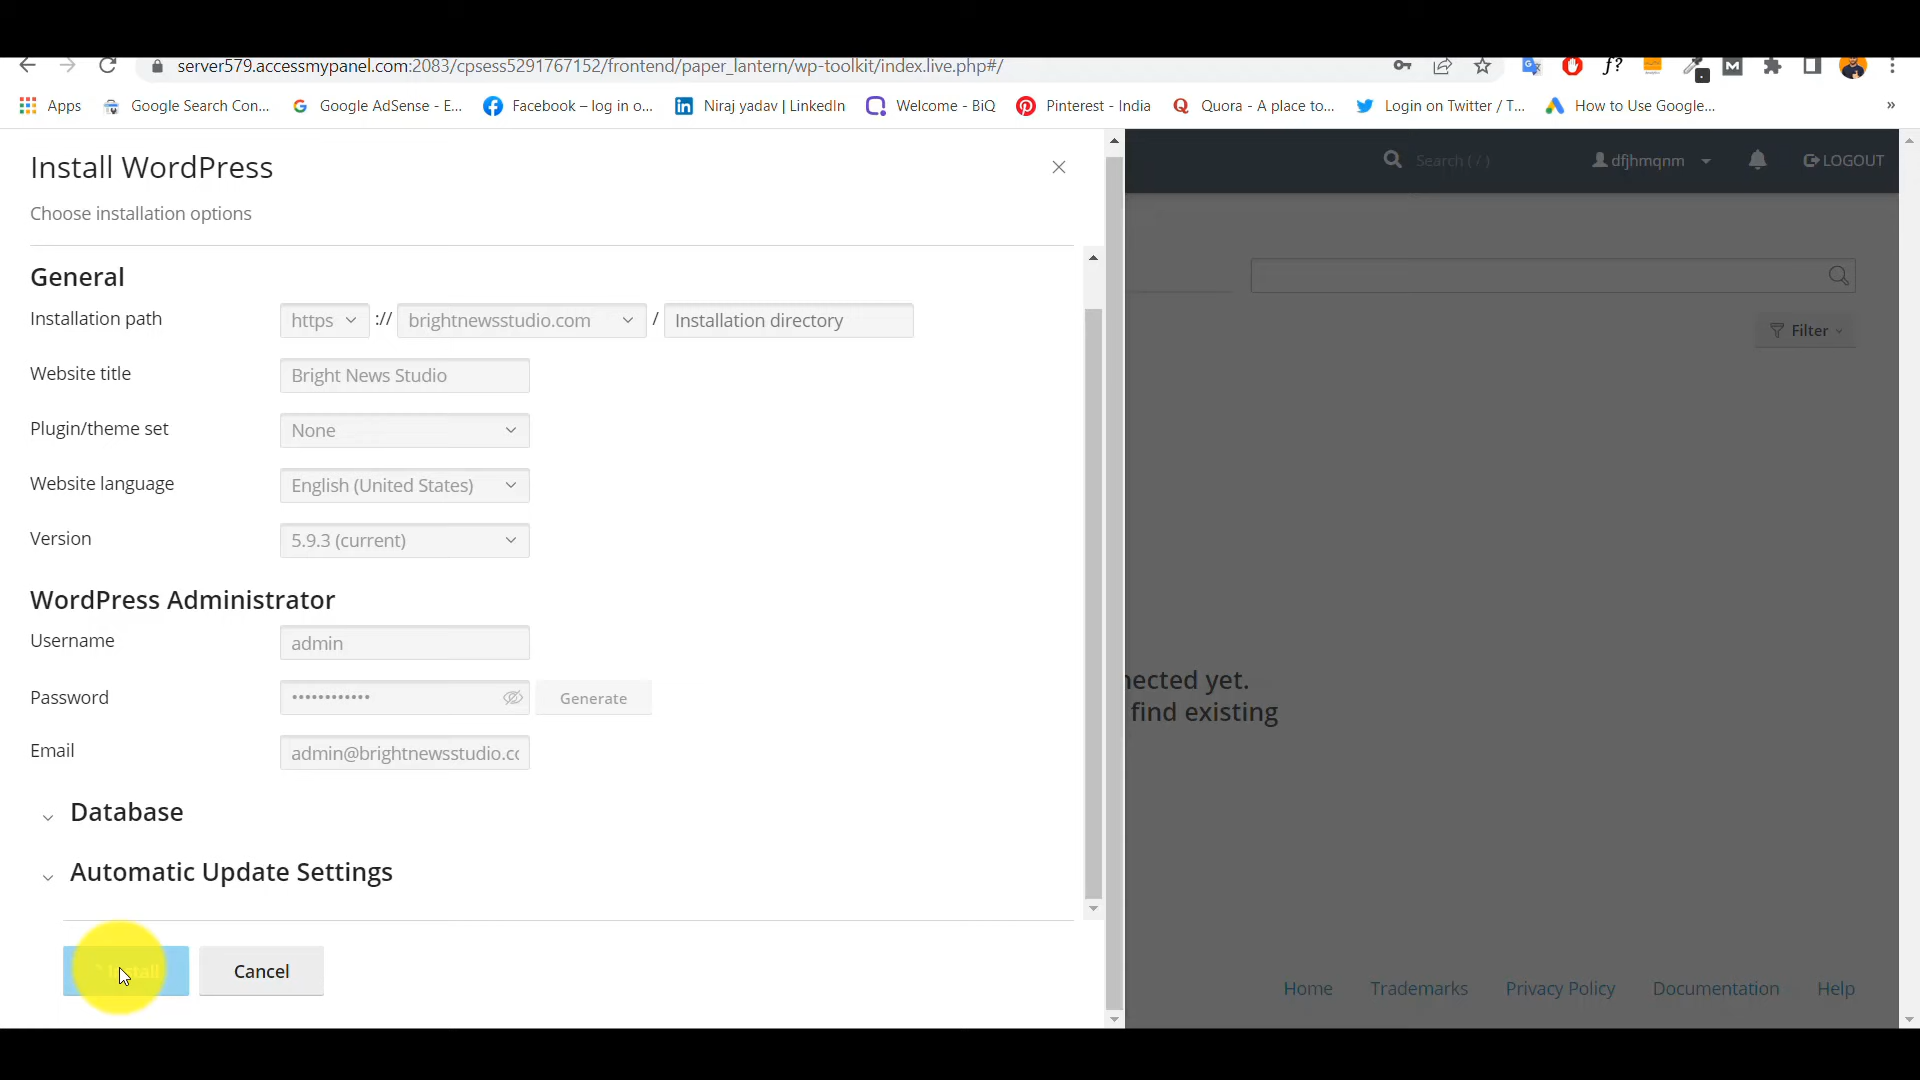 server579.accessmypanel.com:2083/cpsess5291767152/frontend/paper_lantern/wp-toolkit/index.live.php#/
f?
M
Apps
Google Search Con...
Google AdSense - E...
Facebook – log in o...
Niraj yadav | LinkedIn
Welcome - BiQ
Pinterest - India
Quora - A place to...
Login on Twitter / T...
How to Use Google...
»
Install WordPress
Search ( / )
dfjhmqnm
LOGOUT
Choose installation options
General
Installation path
https
://
brightnewsstudio.com
/
Installation directory
Filter
Website title
Bright News Studio
Plugin/theme set
None
Website language
English (United States)
Version
5.9.3 (current)
WordPress Administrator
Username
admin
nected yet.
find existing
Password
••••••••••••
Generate
Email
admin@brightnewsstudio.cc
Database
Automatic Update Settings
Install
Cancel
Home
Trademarks
Privacy Policy
Documentation
Help